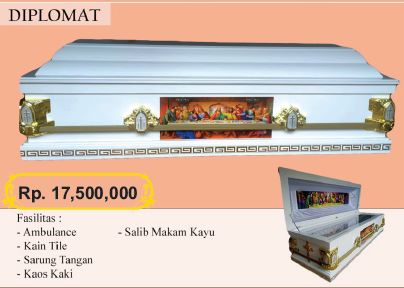 DIPLOMAT
Rp. 17,500,000
Fasilitas :
- Ambulance - Salib Makam Kayu
- Kain Tile
- Sarung Tangan
- Kaos Kaki